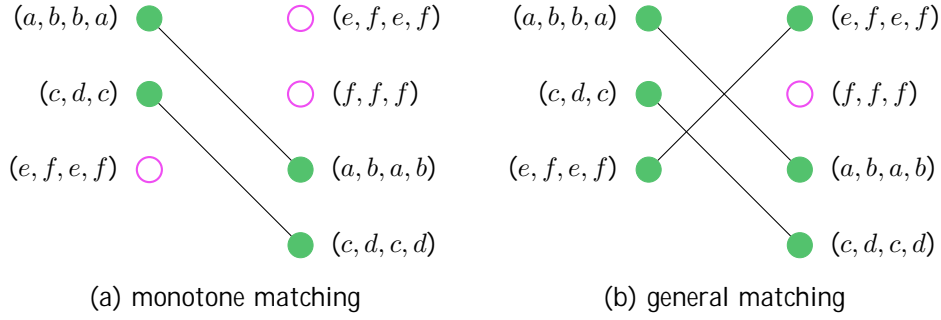 (a, b, b, a) (e, f, e, f) (a, b, b, a) (e, f, e, f)
(c, d, c) (f, f, f) (c, d, c) (f, f, f)
(e, f, e, f) (a, b, a, b) (e, f, e, f) (a, b, a, b)
(c, d, c, d) (c, d, c, d)
(a) monotone matching (b) general matching